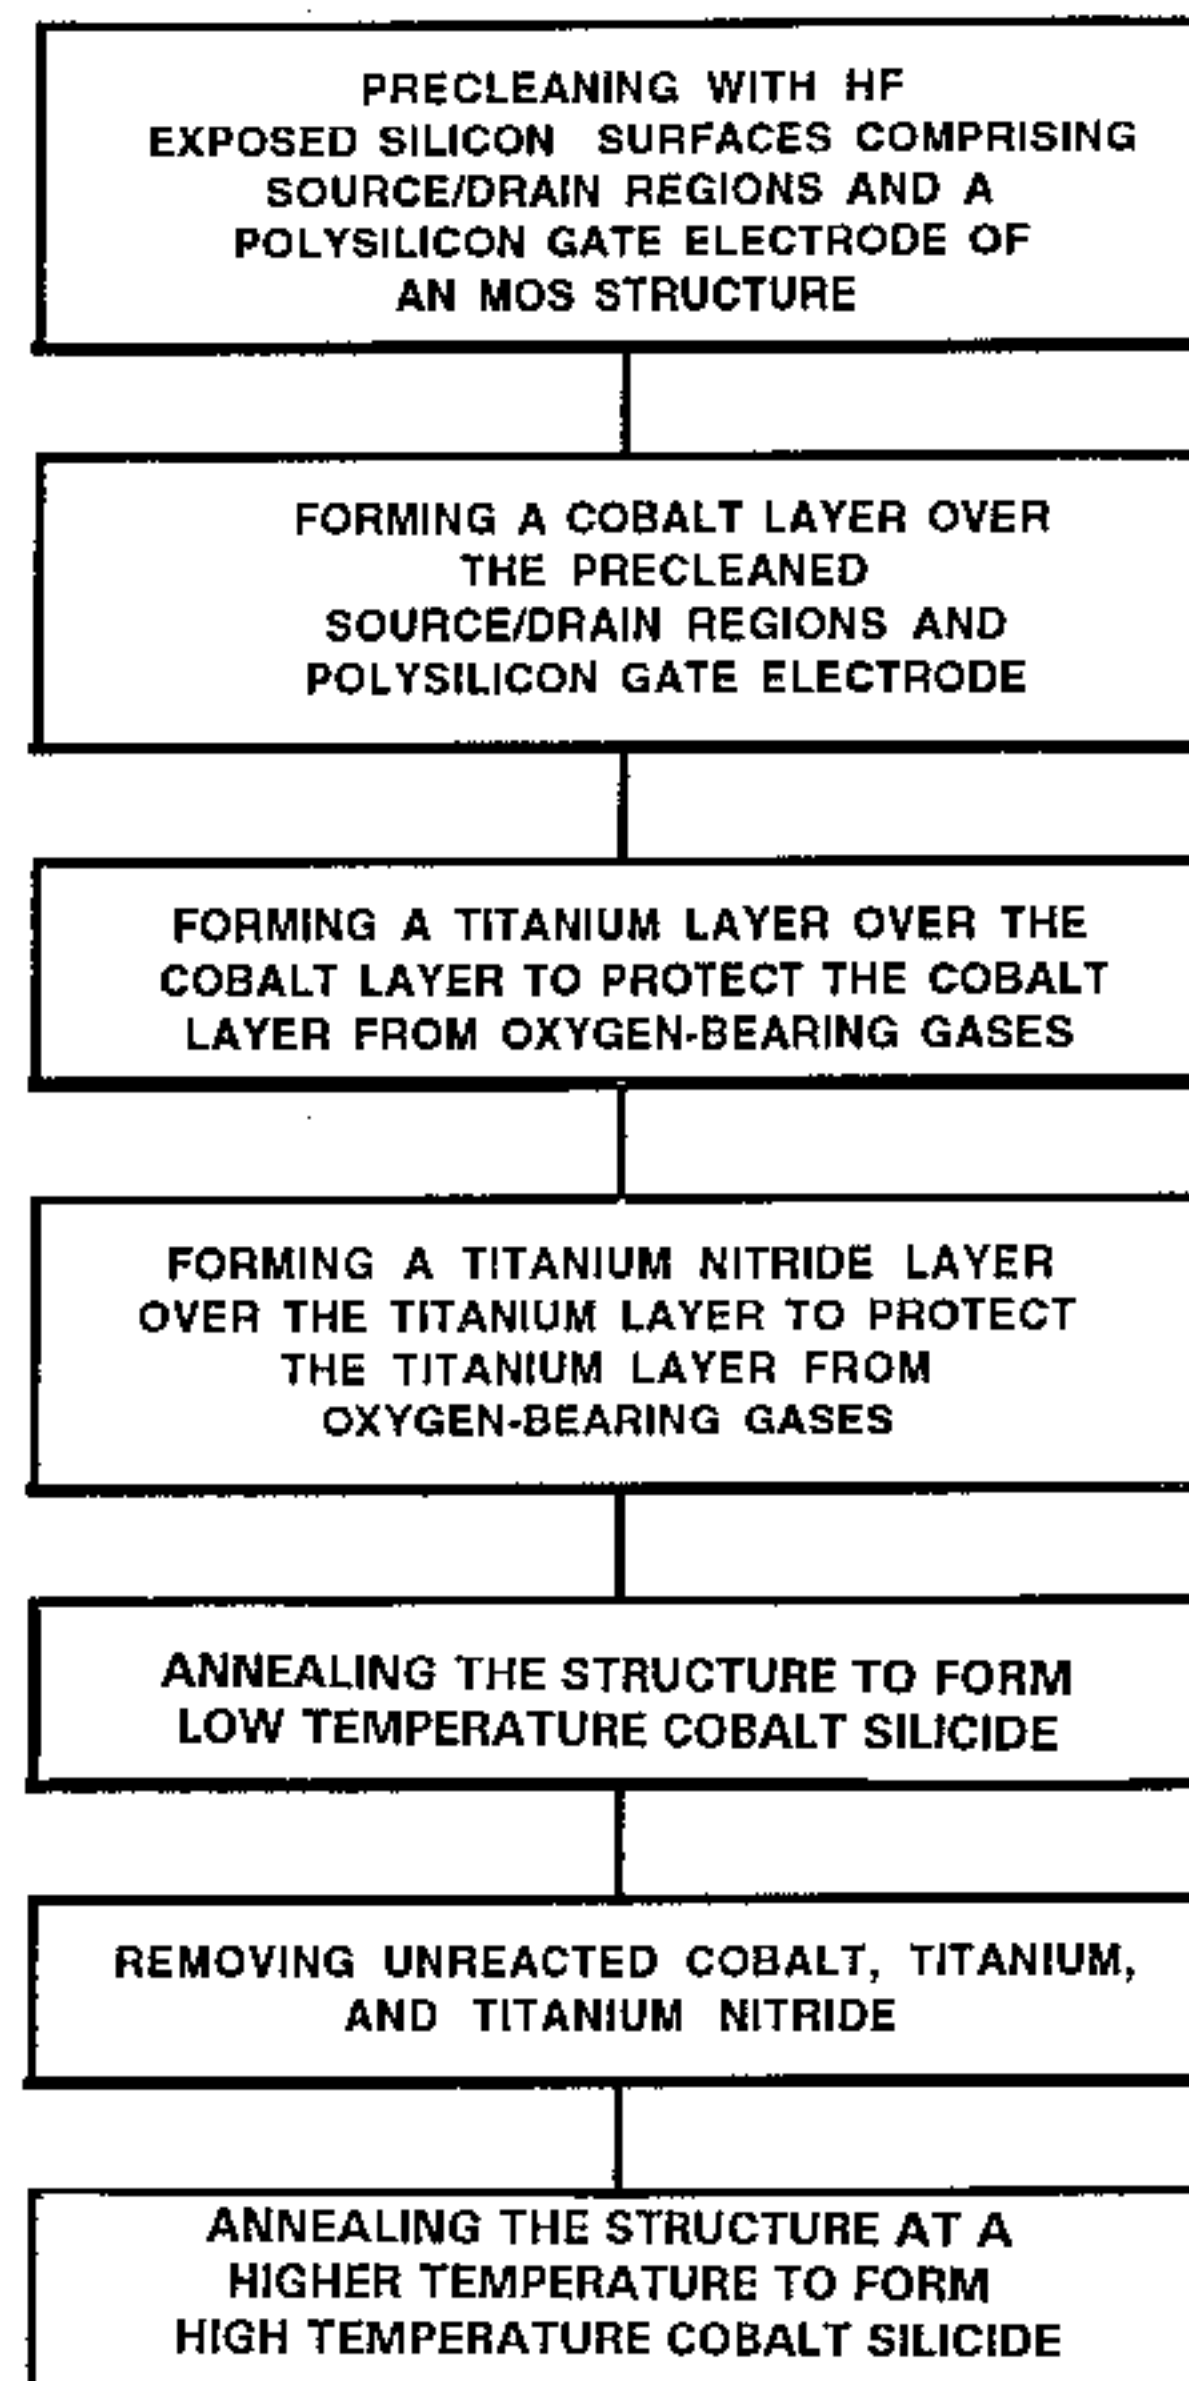 PRECLEANING WITH HF
EXPOSED SILICON SURFACES COMPRISING
SOURCE/DRAIN REGIONS AND A
POLYSILICON GATE ELECTRODE OF
AN MOS STRUCTURE
FORMING A COBALT LAYER OVER
THE PRECLEANED
SOURCE/DRAIN REGIONS AND
POLYSILICON GATE ELECTRODE
FORMING A TITANIUM LAYER OVER THE
COBALT LAYER TO PROTECT THE COBALT
LAYER FROM OXYGEN-BEARING GASES
FORMING A TITANIUM NITRIDE LAYER
OVER THE TITANIUM LAYER TO PROTECT
THE TITANIUM LAYER FROM
OXYGEN-BEARING GASES
ANNEALING THE STRUCTURE TO FORM
LOW TEMPERATURE COBALT SILICIDE
REMOVING UNREACTED COBALT, TITANIUM,
AND TITANIUM NITRIDE
ANNEALING THE STRUCTURE AT A
HIGHER TEMPERATURE TO FORM
HIGH TEMPERATURE COBALT SILICIDE